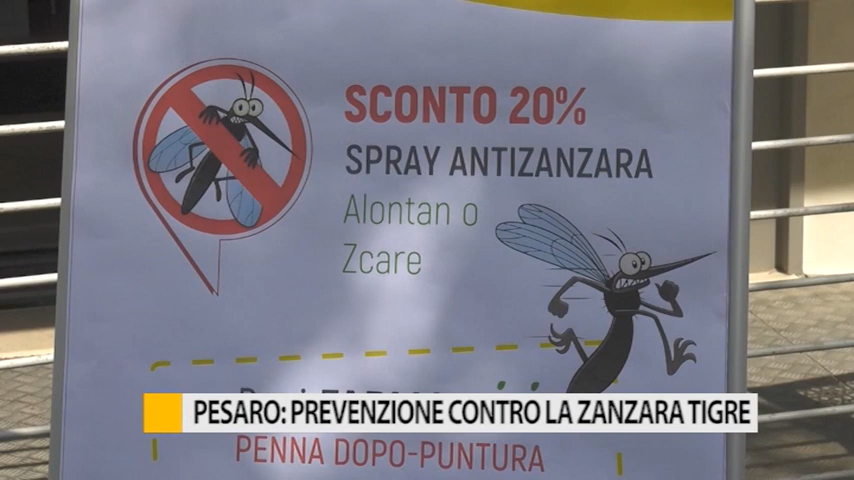 SCONTO 20%
SPRAY ANTIZANZARA
Alontan o
Zcare
PESARO: PREVENZIONE CONTRO LA ZANZARA TIGRE
PENNA DOPO-PUNTURA